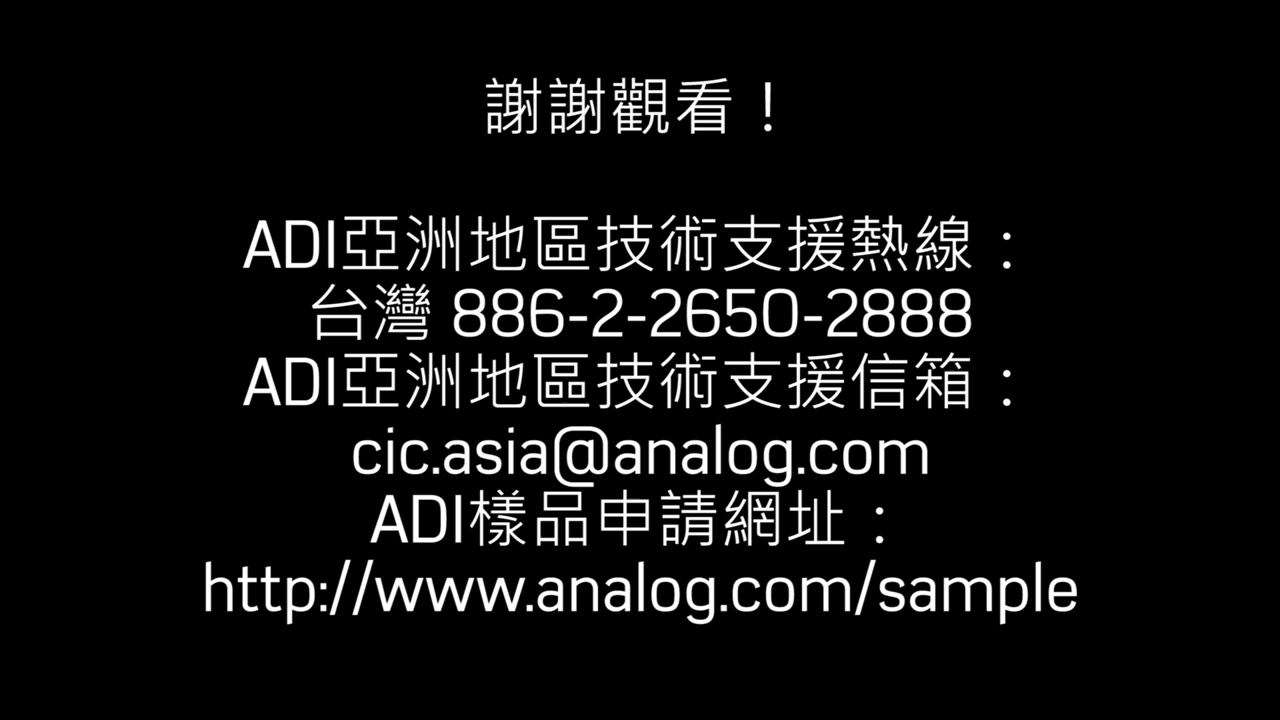 謝謝觀看！
ADI亞洲地區技術支援熱線：
台灣 886-2-2650-2888
ADI亞洲地區技術支援信箱：
cic.asia@analog.com
ADI樣品申請網址：
http://www.analog.com/sample